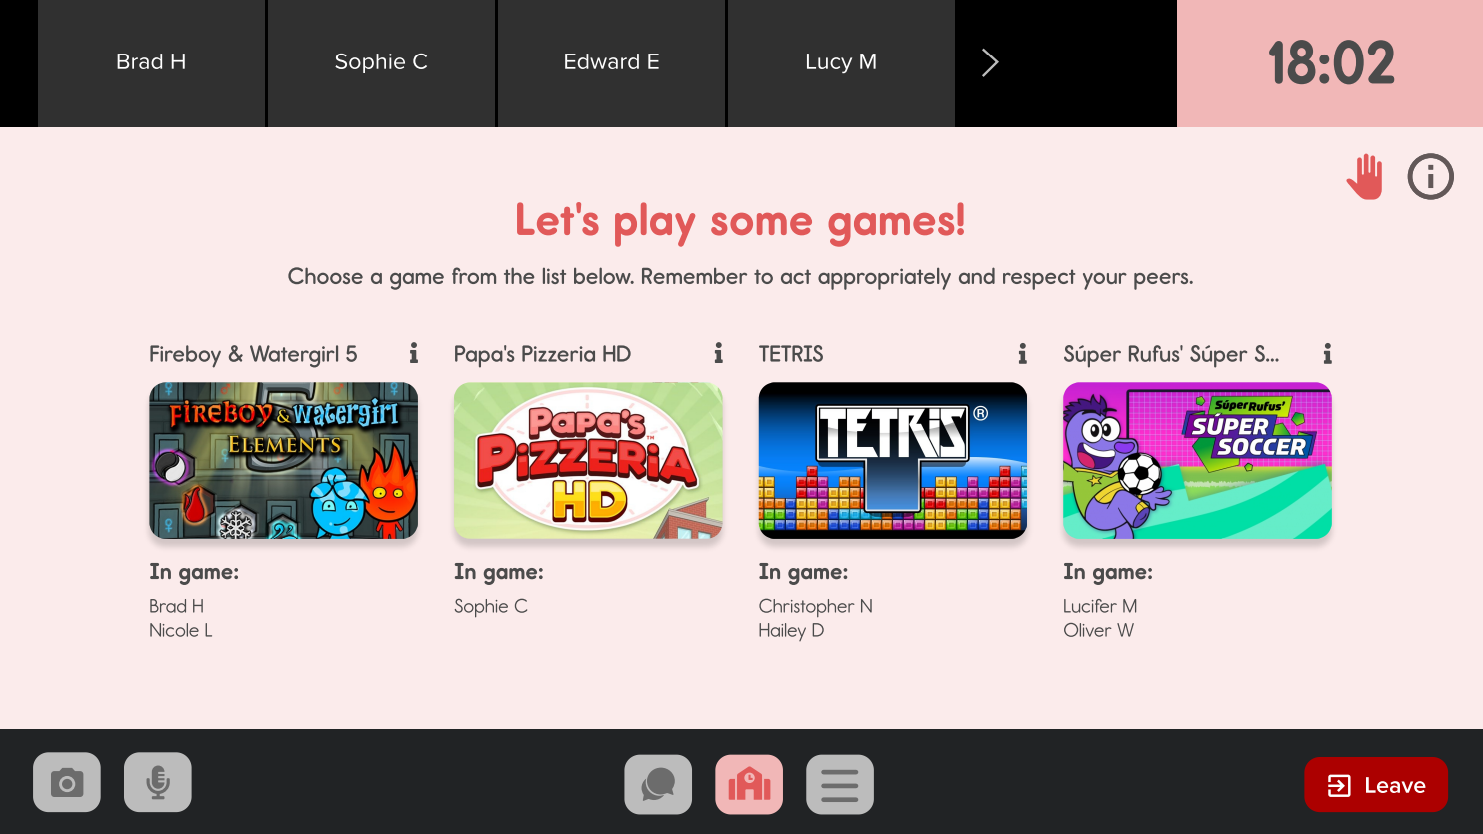 Brad H
Sophie C
Edward E
Lucy M
18:02
Let's play some games!
Choose a game from the list below. Remember to act appropriately and respect your peers.
Fireboy & Watergirl 5
Papa's Pizzeria HD
TETRIS
Súper Rufus' Súper S...
5
FIREBOY & WATERGIRL
ELEMENTS
Papa's
PIZZERIA™
HD
TETRIS®
Súper Rufus'
SÚPER
SOCCER
In game:
In game:
In game:
In game:
Brad H
Nicole L
Sophie C
Christopher N
Hailey D
Lucifer M
Oliver W
Leave